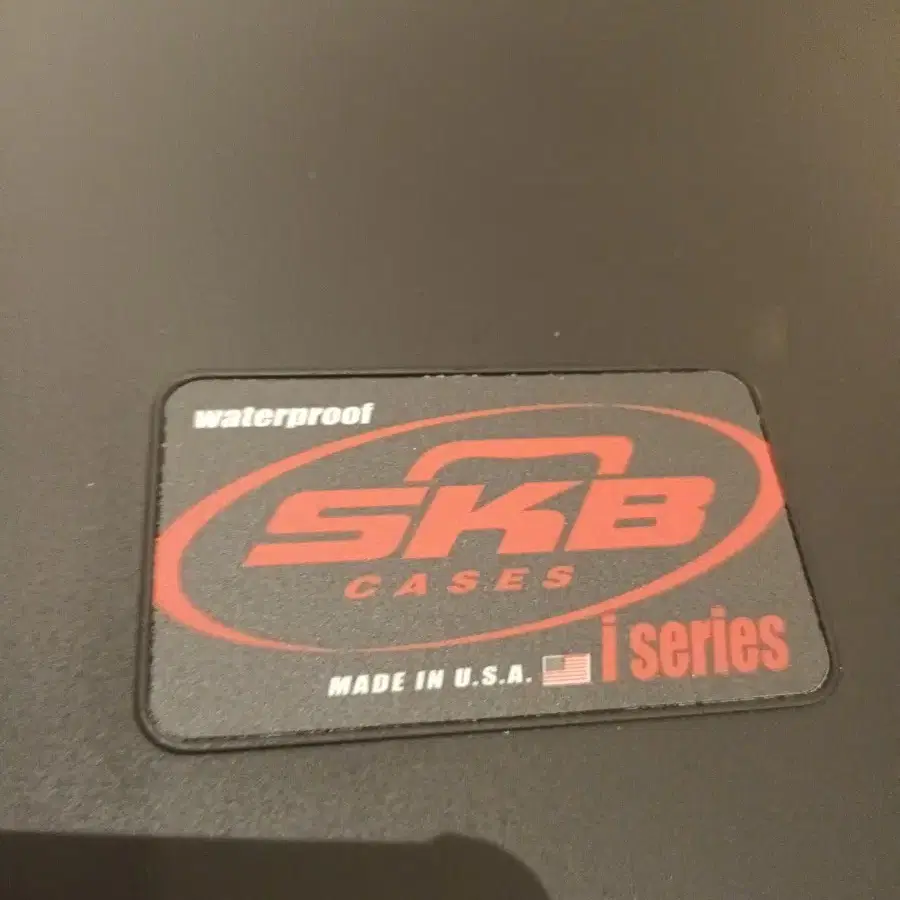 waterproof
SKB
CASES
i series
MADE IN U.S.A.